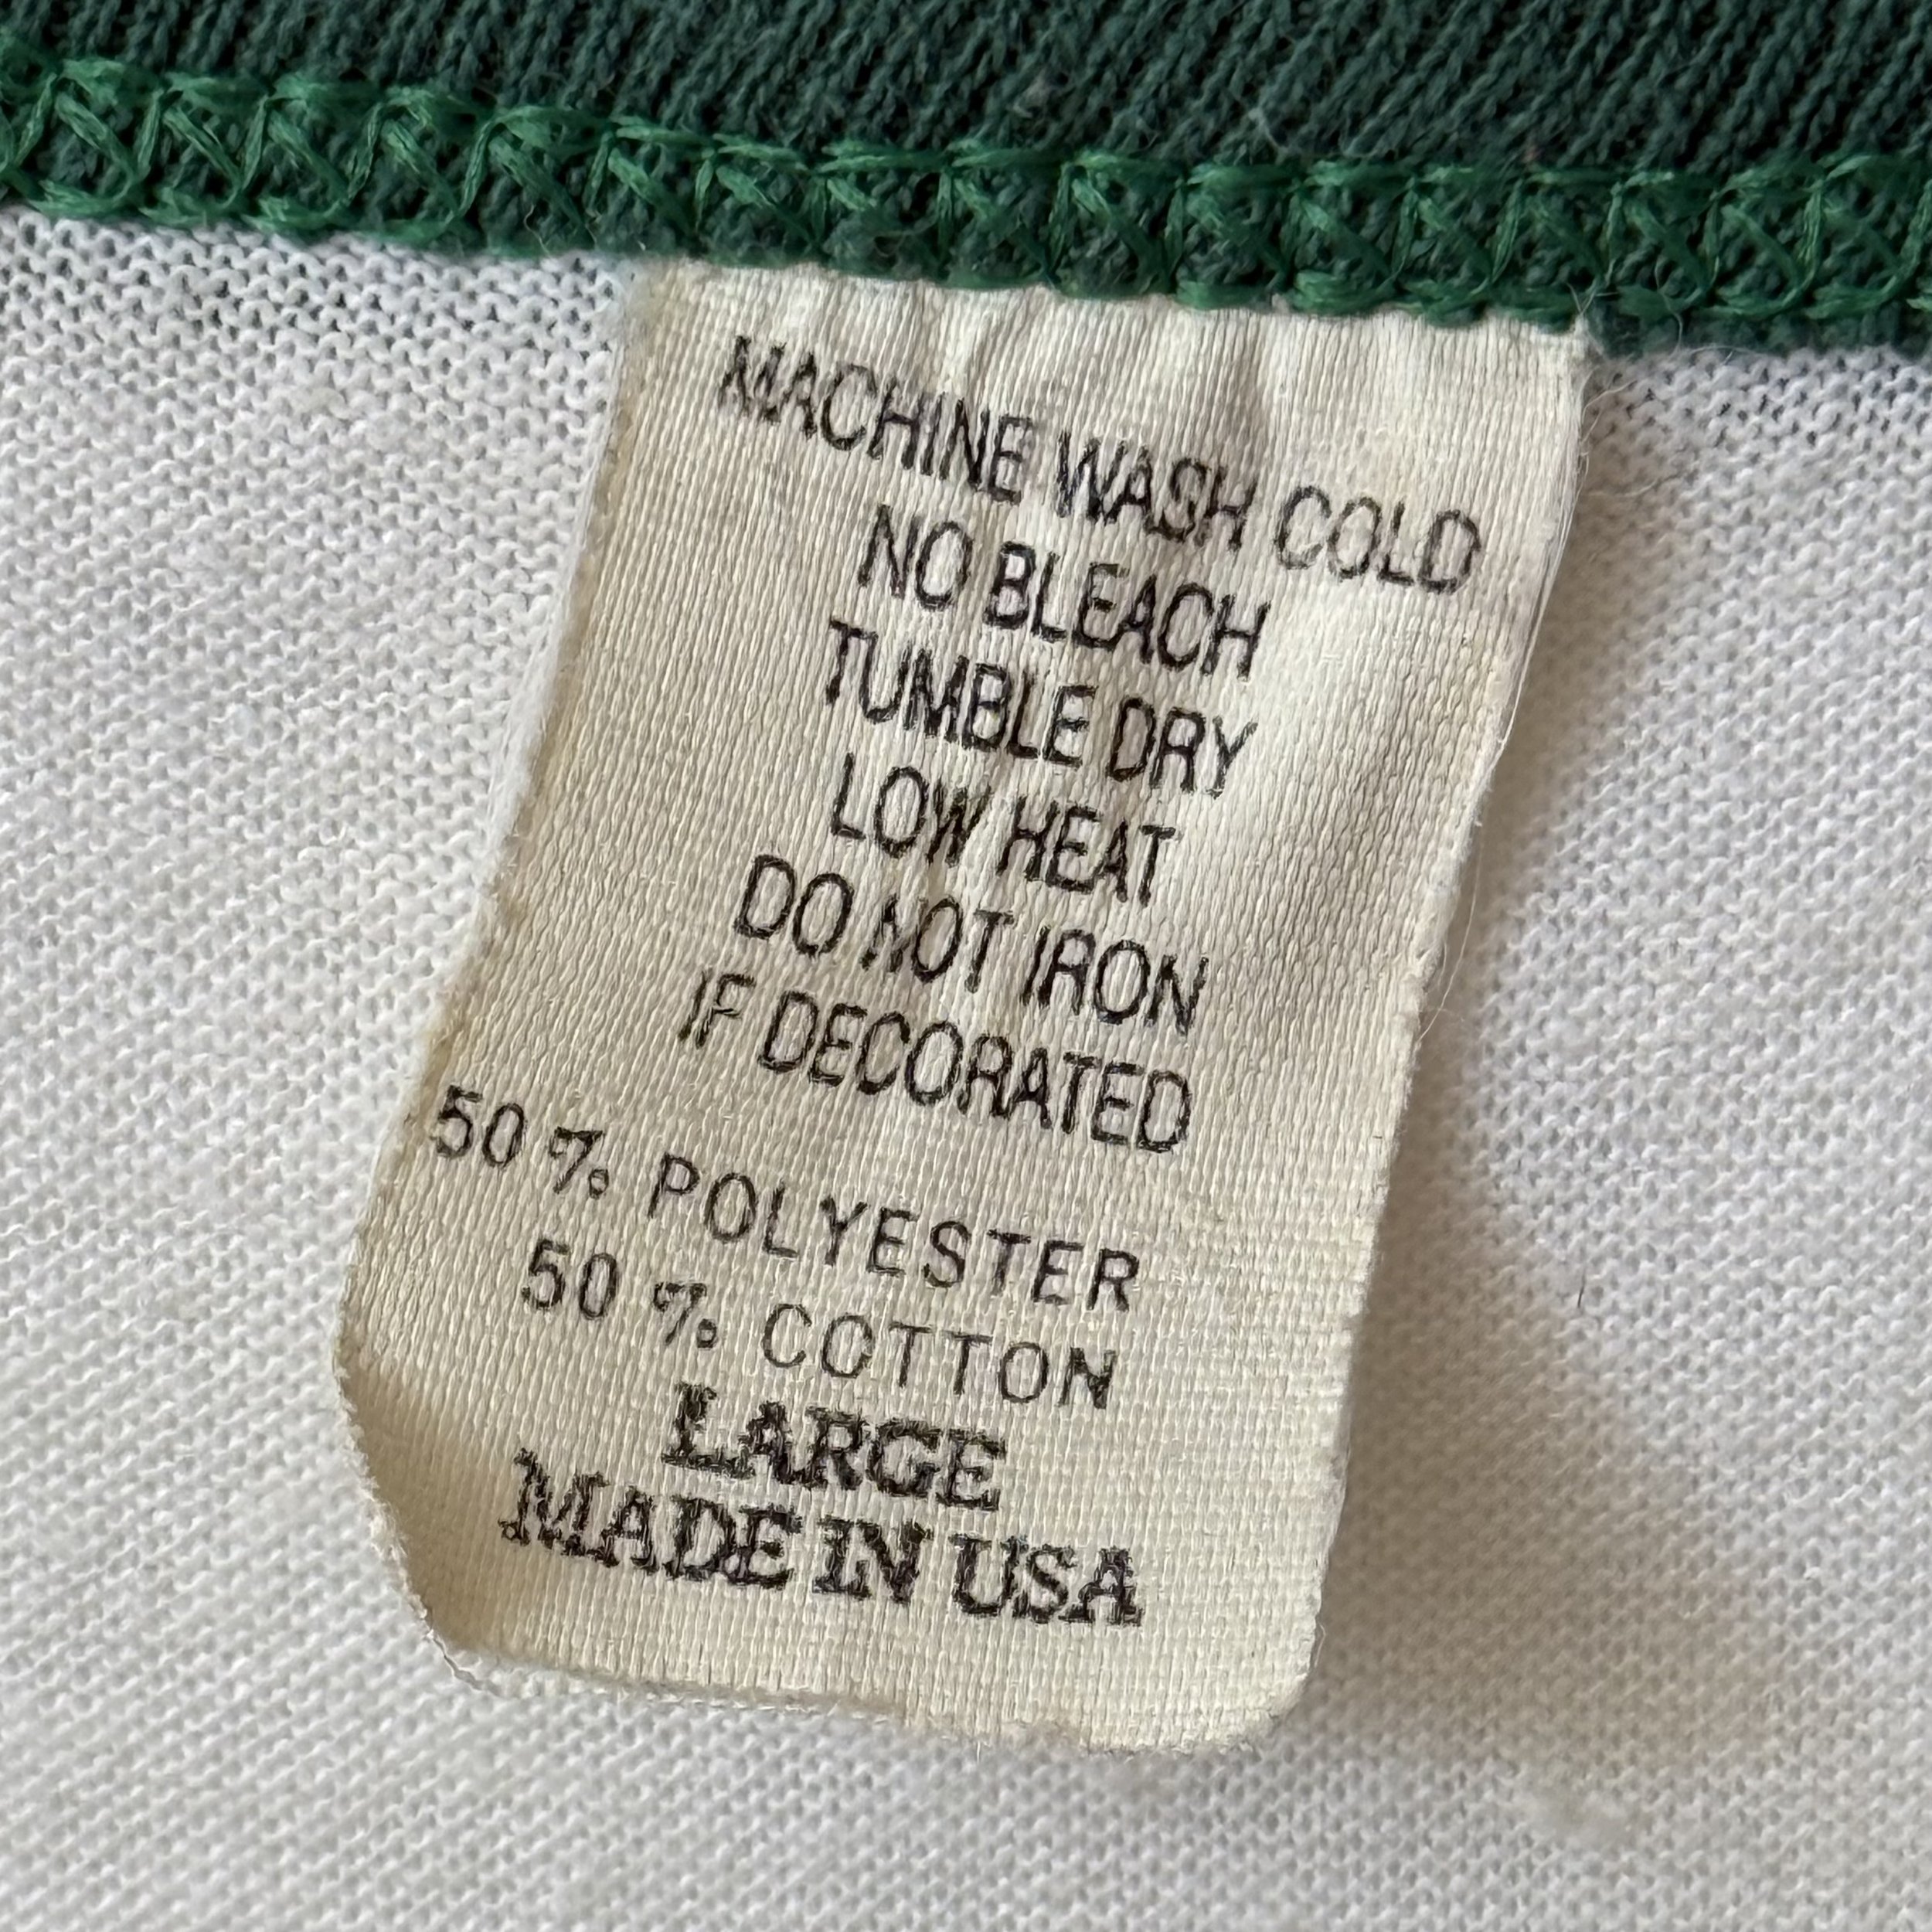 MACHINE WASH COLD
NO BLEACH
TUMBLE DRY
LOW HEAT
DO NOT IRON
IF DECORATED
50 % POLYESTER
50 % COTTON
LARGE
MADE IN USA